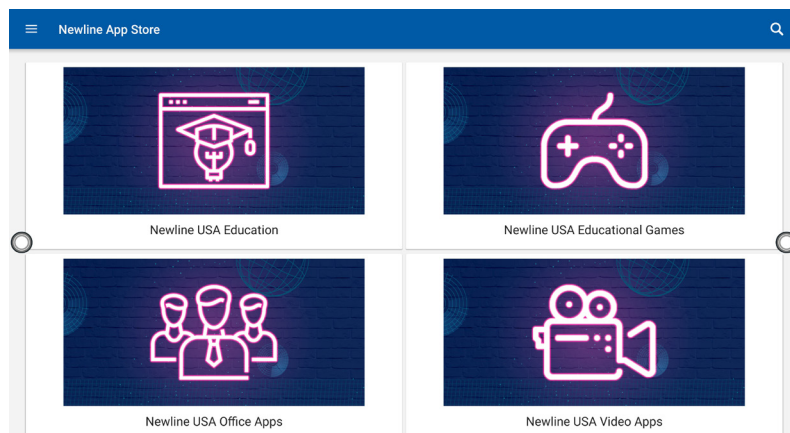 Newline App Store
Newline USA Education
Newline USA Educational Games
Newline USA Office Apps
Newline USA Video Apps